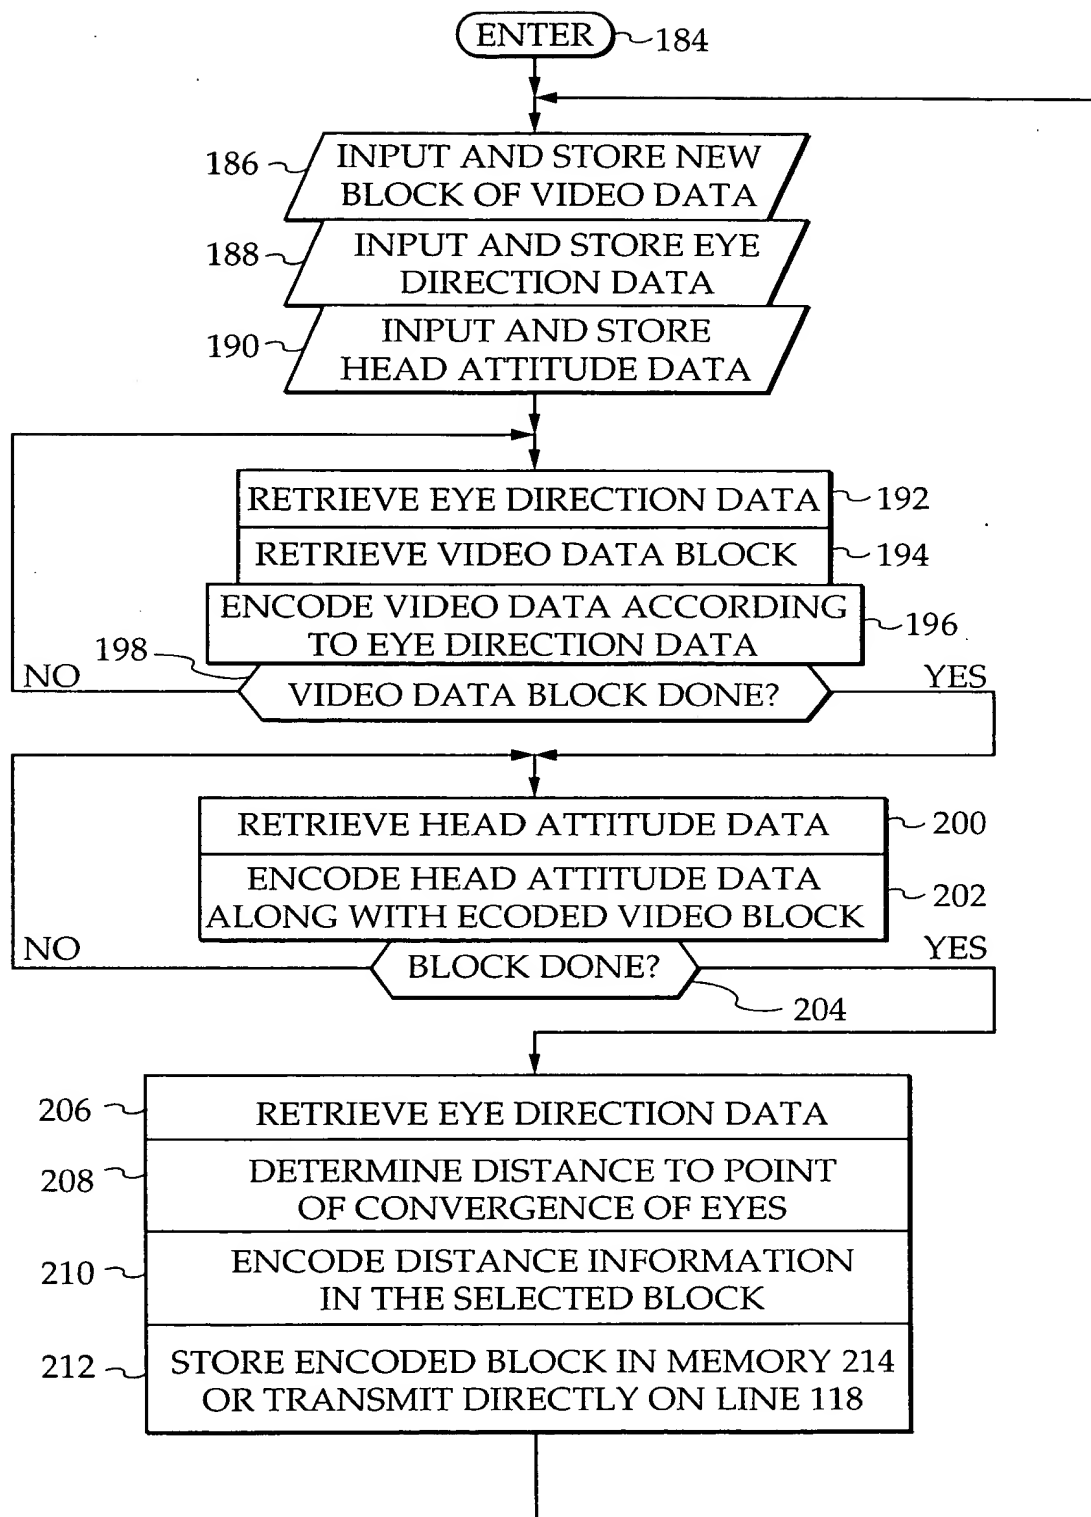 ENTER 184
186 INPUT AND STORE NEW
BLOCK OF VIDEO DATA
188 INPUT AND STORE EYE
DIRECTION DATA
190 INPUT AND STORE
HEAD ATTITUDE DATA
RETRIEVE EYE DIRECTION DATA 192
RETRIEVE VIDEO DATA BLOCK 194
ENCODE VIDEO DATA ACCORDING
TO EYE DIRECTION DATA 196
198
NO VIDEO DATA BLOCK DONE? YES
RETRIEVE HEAD ATTITUDE DATA 200
ENCODE HEAD ATTITUDE DATA
ALONG WITH ECODED VIDEO BLOCK 202
NO BLOCK DONE? YES
204
206 RETRIEVE EYE DIRECTION DATA
208 DETERMINE DISTANCE TO POINT
OF CONVERGENCE OF EYES
210 ENCODE DISTANCE INFORMATION
IN THE SELECTED BLOCK
212 STORE ENCODED BLOCK IN MEMORY 214
OR TRANSMIT DIRECTLY ON LINE 118